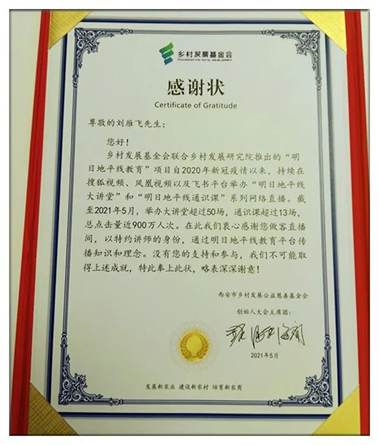 乡村发展基金会
感谢状
Certificate of Gratitude
尊敬的刘雁飞先生:
您好!
乡村发展基金会联合乡村发展研究院推出的“明
日地平线教育”项目自2020年新冠疫情以来,持续在
搜狐视频、凤凰视频以及飞书平台举办“明日地平线
大讲堂”和“明日地平线通识课”系列网络直播。截
至2021年5月,举办大讲堂超过50场,通识课超过13场,
总点击量近900万人次。在此我们衷心感谢您做客直播
间,以特约讲师的身份,通过明日地平线教育平台传
播知识和理念。没有您的支持和参与,我们不可能取
得上述成就,特此奉上此状,略表深深谢意!
西安市乡村发展公益慈善基金会
创始人大会主席团:
2021年5月
发展新农业 建设新农村 培育新农商